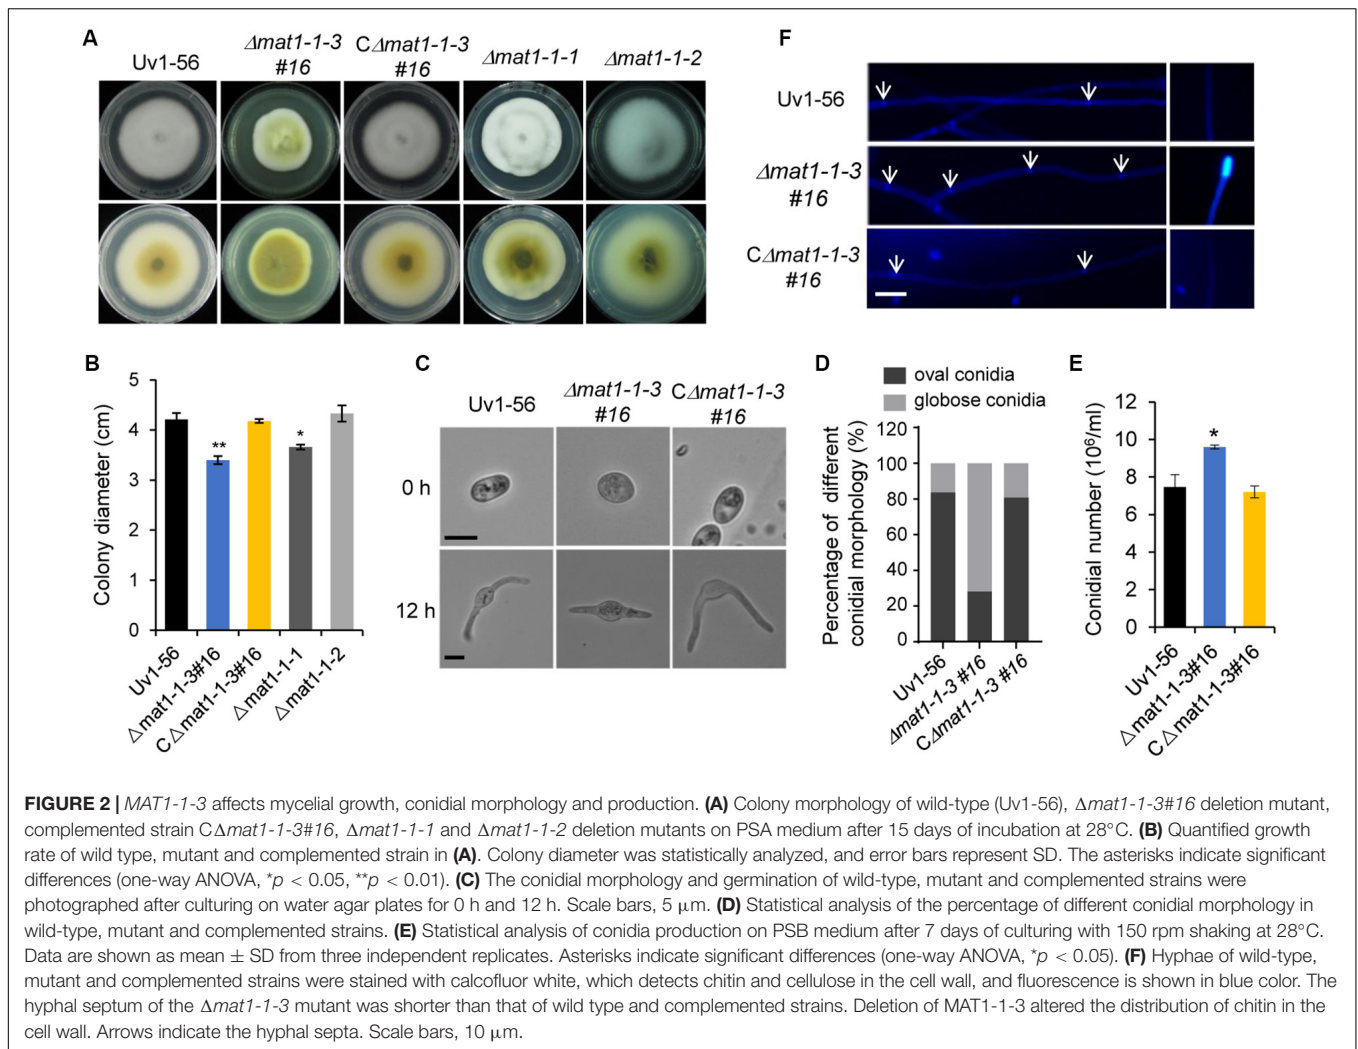 A
Uv1-56
Δmat1-1-3
#16
CΔmat1-1-3
#16
Δmat1-1-1
Δmat1-1-2
F
Uv1-56
Δmat1-1-3
#16
CΔmat1-1-3
#16
B
Colony diameter (cm)
5
4
3
2
1
0
**
*
Uv1-56
△mat1-1-3#16
C△mat1-1-3#16
△mat1-1-1
△mat1-1-2
C
Uv1-56
Δmat1-1-3
#16
CΔmat1-1-3
#16
0 h
12 h
D
oval conidia
globose conidia
Percentage of different
conidial morphology (%)
120
100
80
60
40
20
0
Uv1-56
Δmat1-1-3 #16
CΔmat1-1-3 #16
E
Conidial number (10⁶/ml)
12
10
8
6
4
2
0
*
Uv1-56
△mat1-1-3#16
C△mat1-1-3#16
FIGURE 2 | MAT1-1-3 affects mycelial growth, conidial morphology and production. (A) Colony morphology of wild-type (Uv1-56), Δmat1-1-3#16 deletion mutant,
complemented strain CΔmat1-1-3#16, Δmat1-1-1 and Δmat1-1-2 deletion mutants on PSA medium after 15 days of incubation at 28°C. (B) Quantified growth
rate of wild type, mutant and complemented strain in (A). Colony diameter was statistically analyzed, and error bars represent SD. The asterisks indicate significant
differences (one-way ANOVA, *p < 0.05, **p < 0.01). (C) The conidial morphology and germination of wild-type, mutant and complemented strains were
photographed after culturing on water agar plates for 0 h and 12 h. Scale bars, 5 μm. (D) Statistical analysis of the percentage of different conidial morphology in
wild-type, mutant and complemented strains. (E) Statistical analysis of conidia production on PSB medium after 7 days of culturing with 150 rpm shaking at 28°C.
Data are shown as mean ± SD from three independent replicates. Asterisks indicate significant differences (one-way ANOVA, *p < 0.05). (F) Hyphae of wild-type,
mutant and complemented strains were stained with calcofluor white, which detects chitin and cellulose in the cell wall, and fluorescence is shown in blue color. The
hyphal septum of the Δmat1-1-3 mutant was shorter than that of wild type and complemented strains. Deletion of MAT1-1-3 altered the distribution of chitin in the
cell wall. Arrows indicate the hyphal septa. Scale bars, 10 μm.